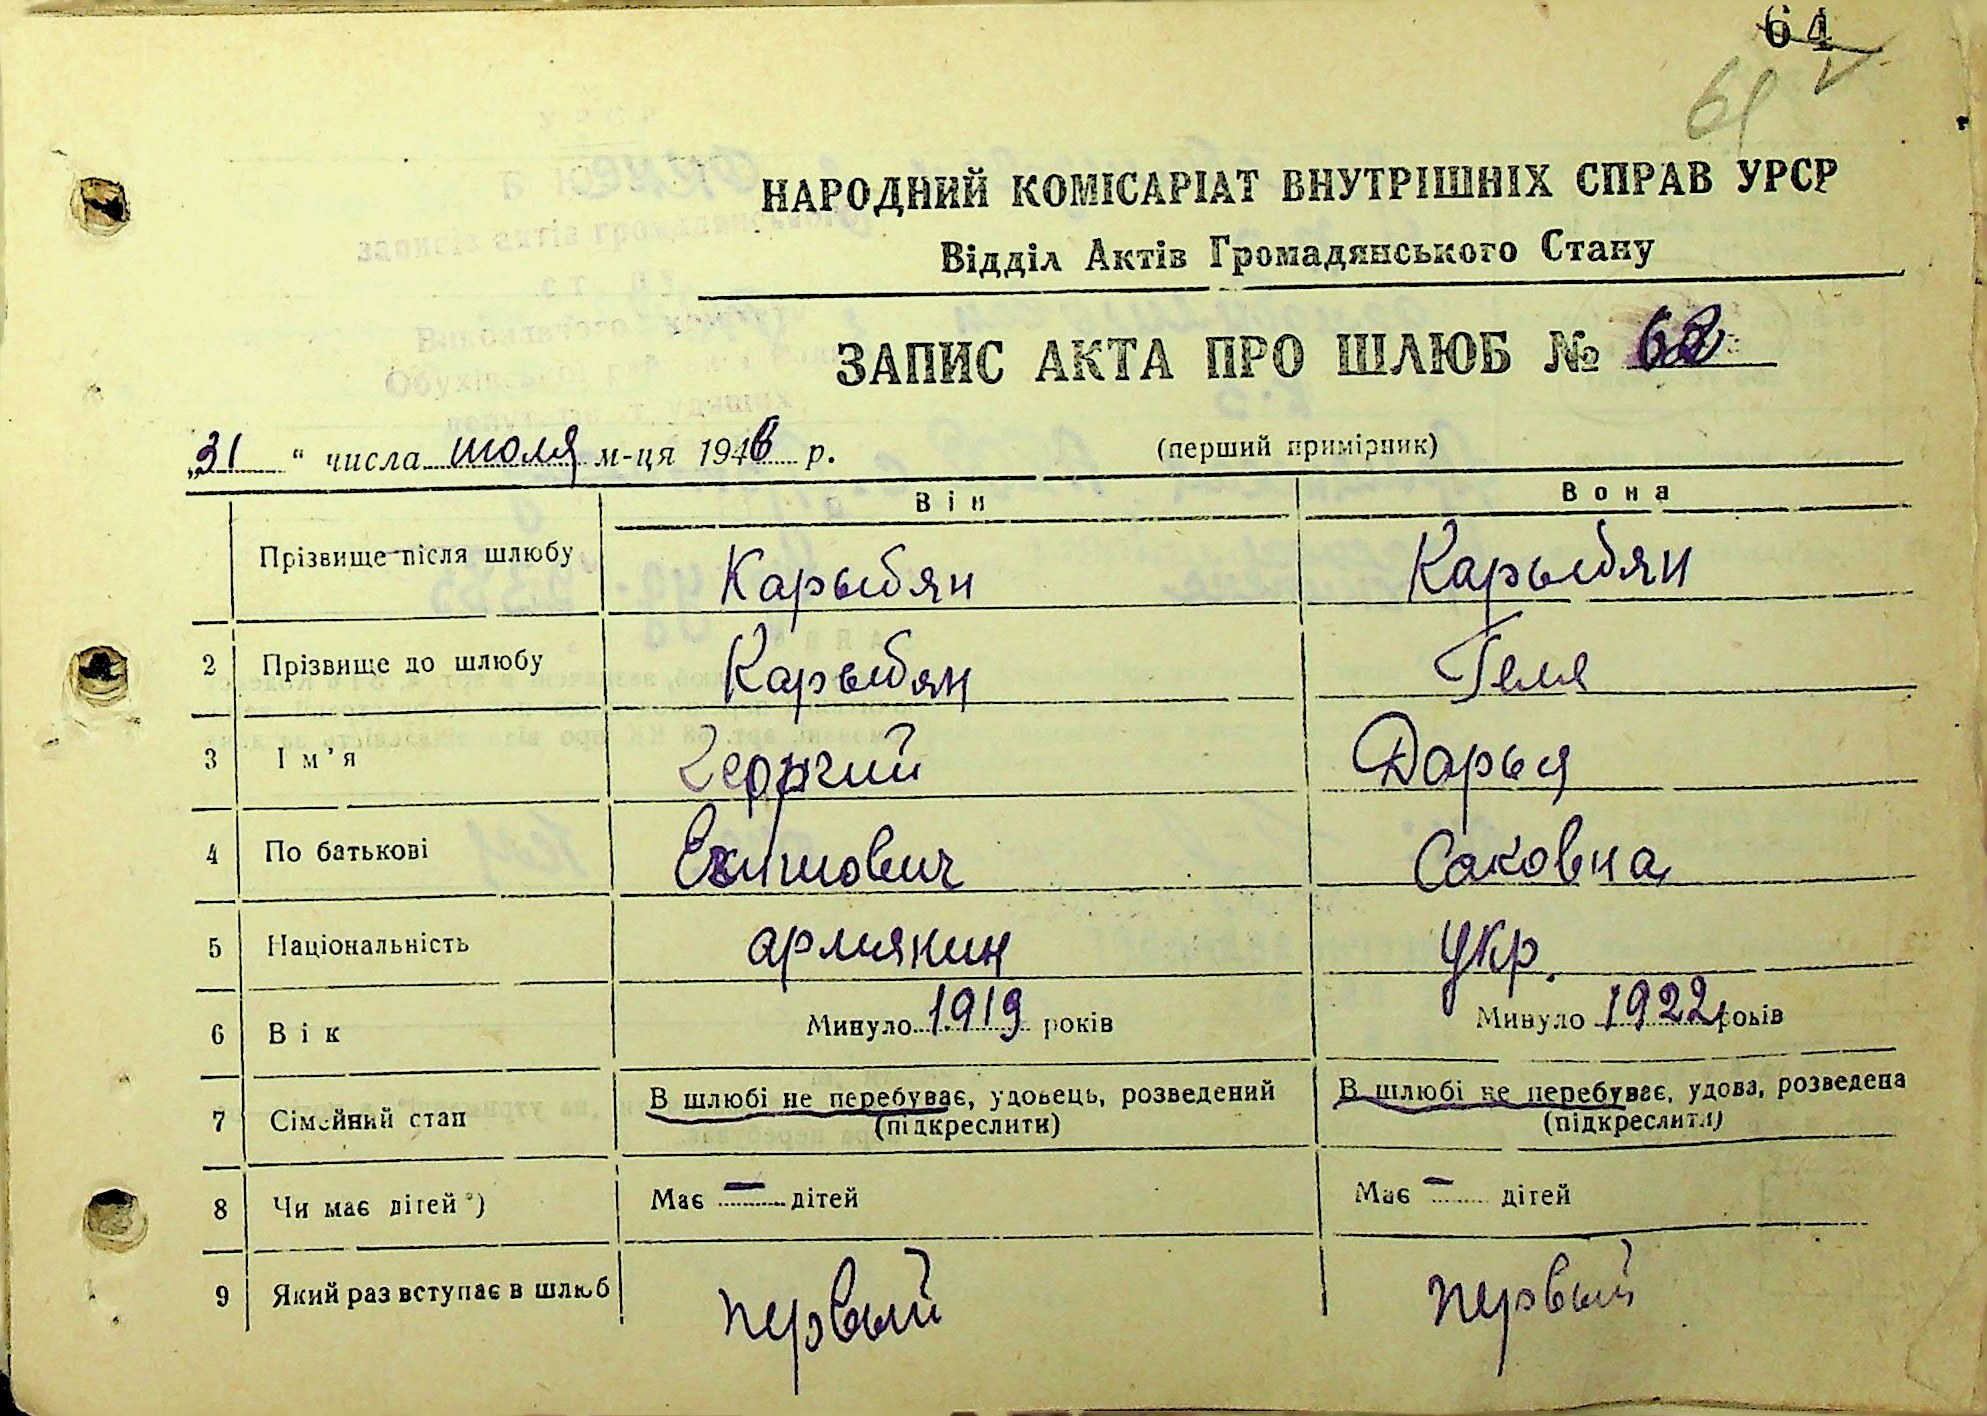 64
61
НАРОДНИЙ КОМІСАРІАТ ВНУТРІШНІХ СПРАВ УРСР
Відділ Актів Громадянського Стану
ЗАПИС АКТА ПРО ШЛЮБ № 62
„31 “ числа июля м-ця 1946 р. (перший примірник)
Він Вона
Прізвище після шлюбу Карыбян Карыбян
2 Прізвище до шлюбу Карыбян Геля
3 Ім’я Георгий Дарья
4 По батькові Саковна
5 Національність армянин укр.
6 Вік Минуло 1919 років Минуло 1922 років
7 Сімейний стан В шлюбі не перебуває, удовець, розведений В шлюбі не перебуває, удова, розведена
(підкреслити) (підкреслити)
8 Чи має дітей *) Має — дітей Має — дітей
9 Який раз вступає в шлюб первый первый